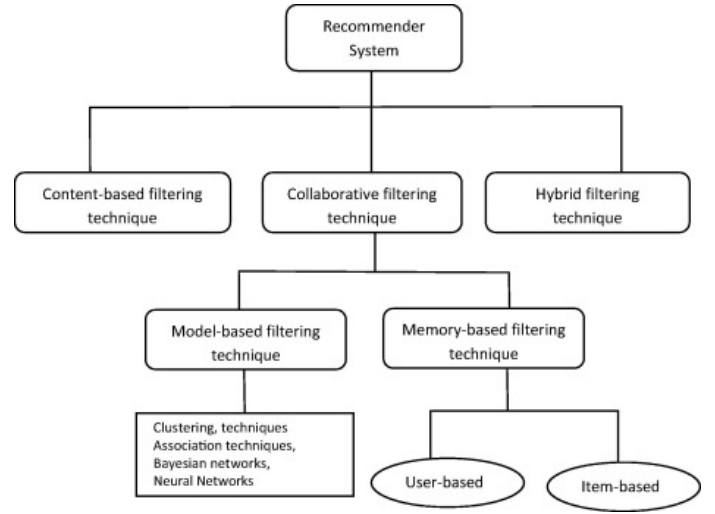 Recommender
System
Content-based filtering
technique
Collaborative filtering
technique
Hybrid filtering
technique
Model-based filtering
technique
Memory-based filtering
technique
Clustering, techniques
Association techniques,
Bayesian networks,
Neural Networks
User-based
Item-based